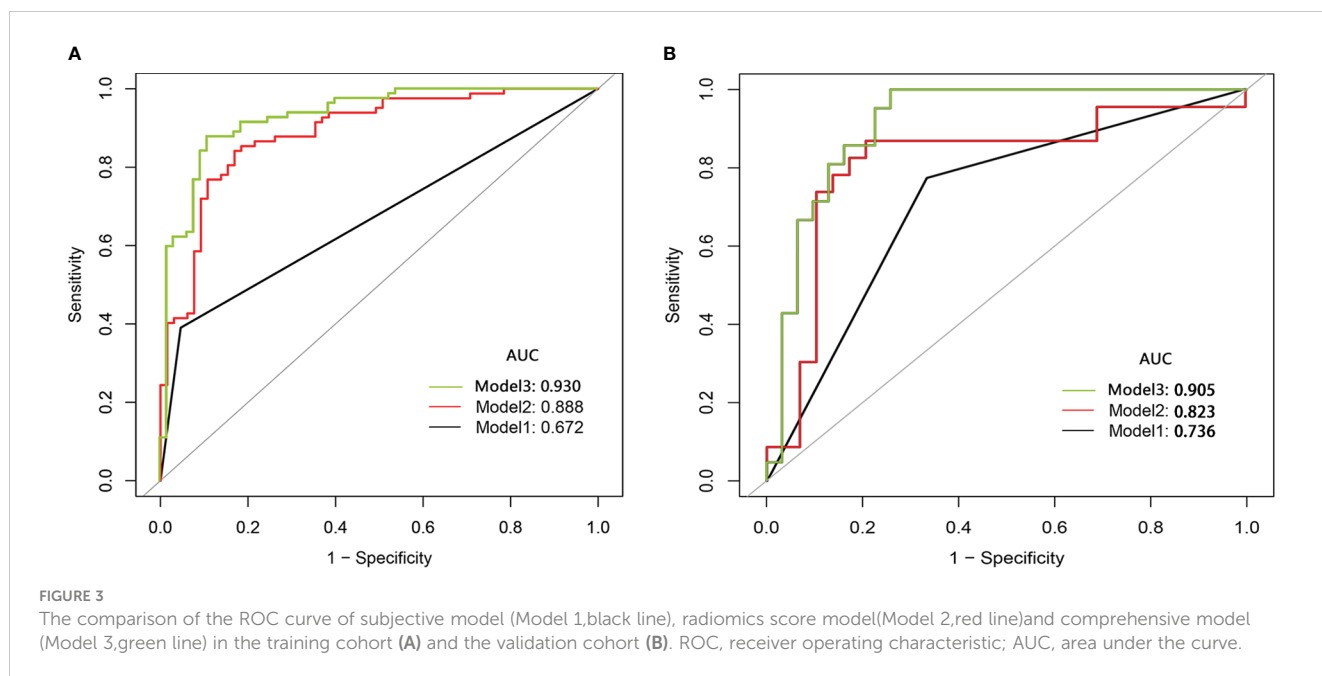 A
1.0
0.8
0.6
0.4
0.2
0.0
Sensitivity
AUC
Model3: 0.930
Model2: 0.888
Model1: 0.672
0.0 0.2 0.4 0.6 0.8 1.0
1 − Specificity
B
1.0
0.8
0.6
0.4
0.2
0.0
Sensitivity
AUC
Model3: 0.905
Model2: 0.823
Model1: 0.736
0.0 0.2 0.4 0.6 0.8 1.0
1 − Specificity
FIGURE 3
The comparison of the ROC curve of subjective model (Model 1,black line), radiomics score model(Model 2,red line)and comprehensive model
(Model 3,green line) in the training cohort (A) and the validation cohort (B). ROC, receiver operating characteristic; AUC, area under the curve.